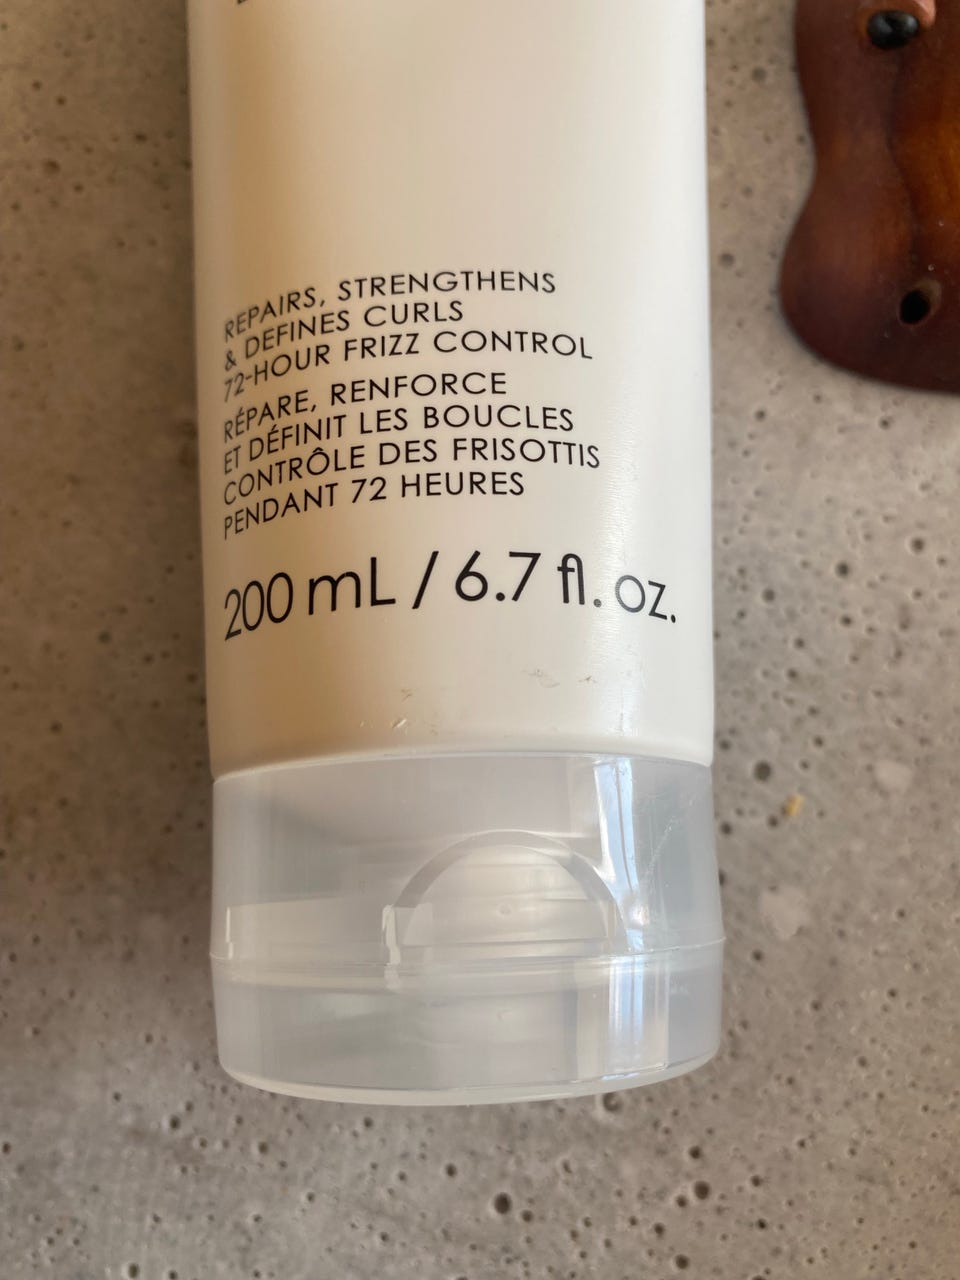 REPAIRS, STRENGTHENS
& DEFINES CURLS
72-HOUR FRIZZ CONTROL
RÉPARE, RENFORCE
ET DÉFINIT LES BOUCLES
CONTRÔLE DES FRISOTTIS
PENDANT 72 HEURES
200 mL / 6.7 fl. oz.